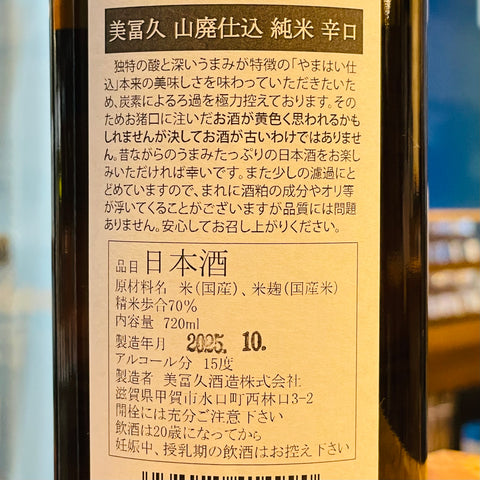 美冨久 山廃仕込 純米 辛口
独特の酸と深いうまみが特徴の「やまはい仕
込」本来の美味しさを味わっていただきたいた
め、炭素によるろ過を極力控えております。その
ためお猪口に注いだお酒が黄色く思われるかも
しれませんが決してお酒が古いわけではありませ
ん。昔ながらのうまみたっぷりの日本酒をお楽し
みいただければ幸いです。また少しの濾過にと
どめていますので、まれに酒粕の成分やオリ等
が浮いてくることがございますが品質には問題
ありません。安心してお召し上がりください。
品目 日本酒
原材料名 米(国産)、米麹(国産米)
精米歩合70%
内容量 720ml
製造年月 2025. 10.
アルコール分 15度
製造者 美冨久酒造株式会社
滋賀県甲賀市水口町西林口3-2
開栓には充分ご注意下さい
飲酒は20歳になってから
妊娠中、授乳期の飲酒はお控え下さい